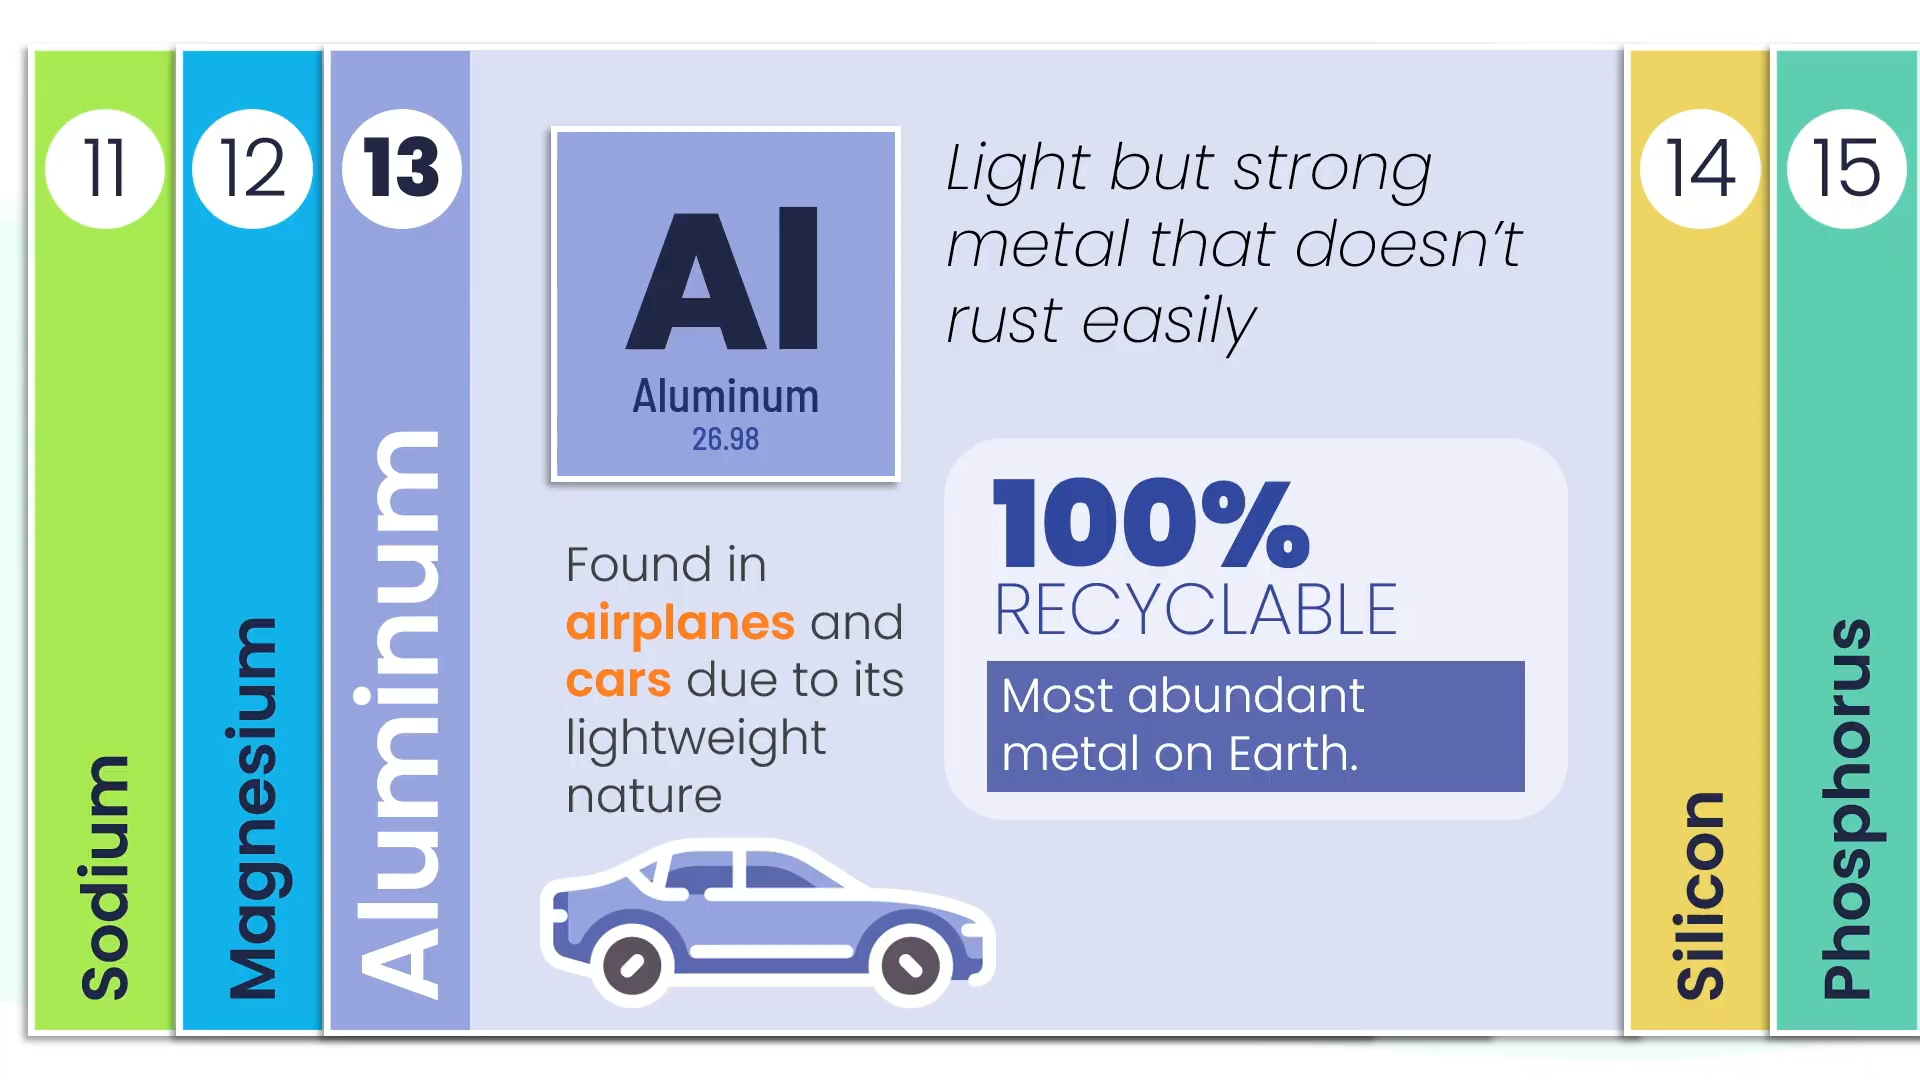 11
Sodium
12
Magnesium
13
Aluminum
Al
Aluminum
26.98
Light but strong
metal that doesn’t
rust easily
Found in
airplanes and
cars due to its
lightweight
nature
100%
RECYCLABLE
Most abundant
metal on Earth.
14
Silicon
15
Phosphorus